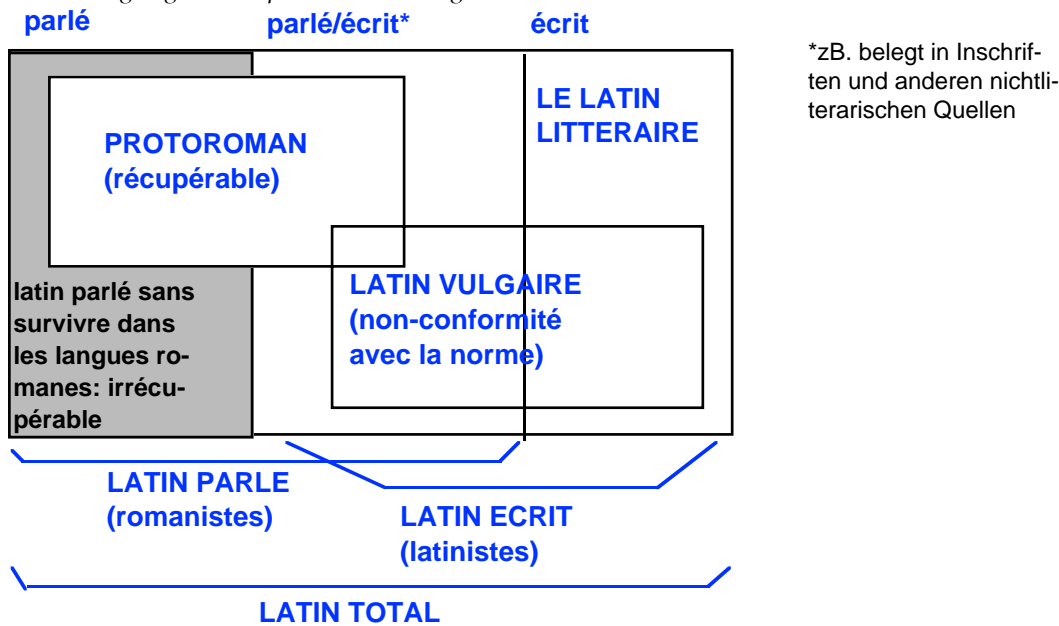 parlé
parlé/écrit*
écrit
*zB. belegt in Inschrif-
ten und anderen nichtli-
terarischen Quellen
LE LATIN
LITTERAIRE
PROTOROMAN
(récupérable)
LATIN VULGAIRE
(non-conformité
avec la norme)
latin parlé sans
survivre dans
les langues ro-
manes: irrécu-
pérable
LATIN PARLE
(romanistes)
LATIN ECRIT
(latinistes)
LATIN TOTAL